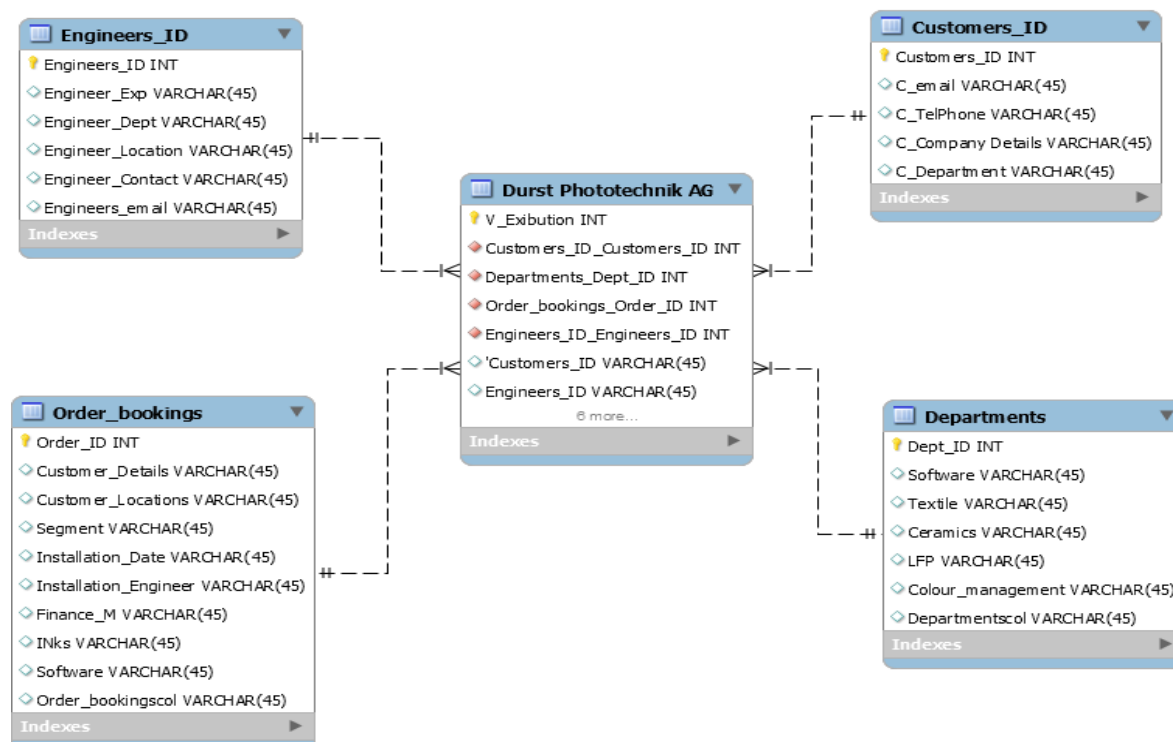 Engineers_ID
Engineers_ID INT
Engineer_Exp VARCHAR(45)
Engineer_Dept VARCHAR(45)
Engineer_Location VARCHAR(45)
Engineer_Contact VARCHAR(45)
Engineers_email VARCHAR(45)
Indexes
Customers_ID
Customers_ID INT
C_email VARCHAR(45)
C_TelPhone VARCHAR(45)
C_Company Details VARCHAR(45)
C_Department VARCHAR(45)
Indexes
Durst Phototechnik AG
V_Exibution INT
Customers_ID_Customers_ID INT
Departments_Dept_ID INT
Order_bookings_Order_ID INT
Engineers_ID_Engineers_ID INT
'Customers_ID VARCHAR(45)
Engineers_ID VARCHAR(45)
6 more...
Indexes
Order_bookings
Order_ID INT
Customer_Details VARCHAR(45)
Customer_Locations VARCHAR(45)
Segment VARCHAR(45)
Installation_Date VARCHAR(45)
Installation_Engineer VARCHAR(45)
Finance_M VARCHAR(45)
INks VARCHAR(45)
Software VARCHAR(45)
Order_bookingscol VARCHAR(45)
Indexes
Departments
Dept_ID INT
Software VARCHAR(45)
Textile VARCHAR(45)
Ceramics VARCHAR(45)
LFP VARCHAR(45)
Colour_management VARCHAR(45)
Departmentscol VARCHAR(45)
Indexes